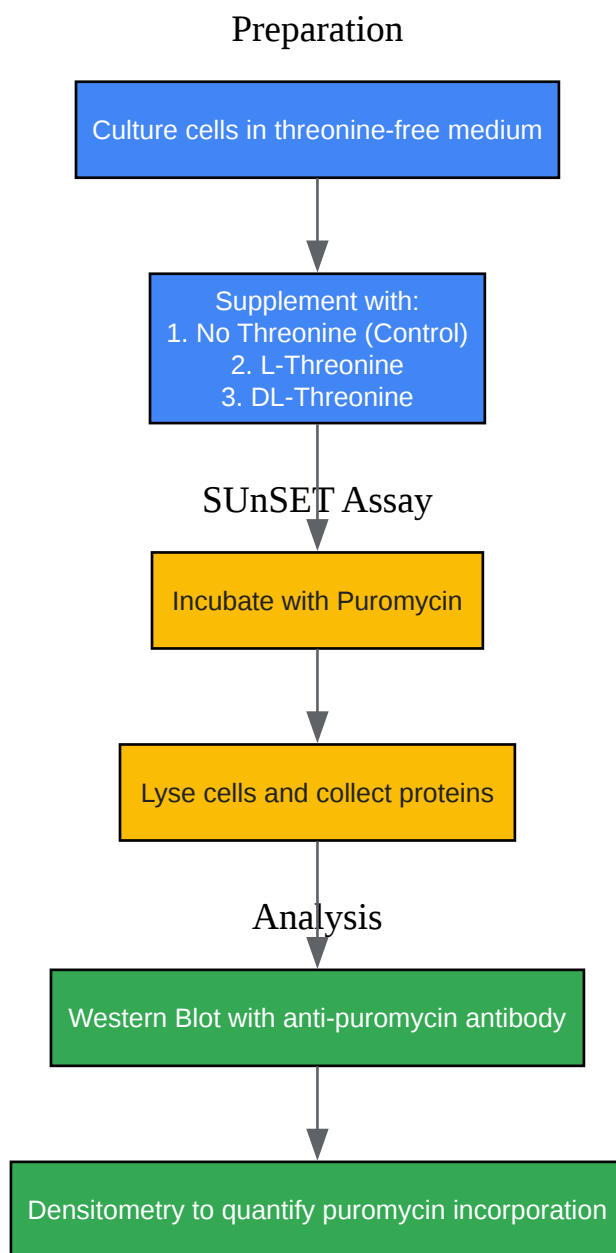 Preparation
Culture cells in threonine-free medium
Supplement with:
1. No Threonine (Control)
2. L-Threonine
3. DL-Threonine
SUnSET Assay
Incubate with Puromycin
Lyse cells and collect proteins
Analysis
Western Blot with anti-puromycin antibody
Densitometry to quantify puromycin incorporation